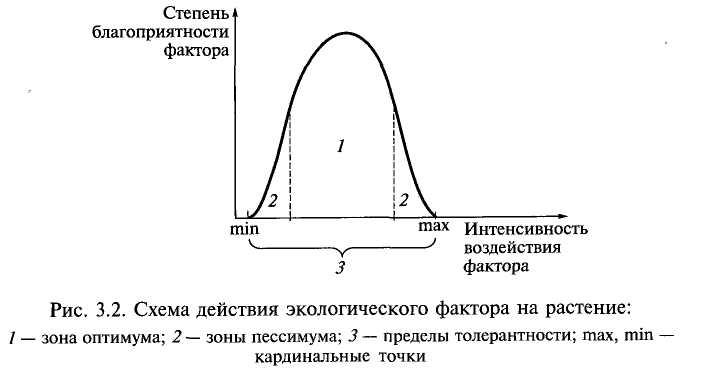 Степень
благоприятности
фактора
1
2
2
min
max
Интенсивность
воздействия
фактора
3
Рис. 3.2. Схема действия экологического фактора на растение:
1 — зона оптимума; 2 — зоны пессимума; 3 — пределы толерантности; max, min —
кардинальные точки